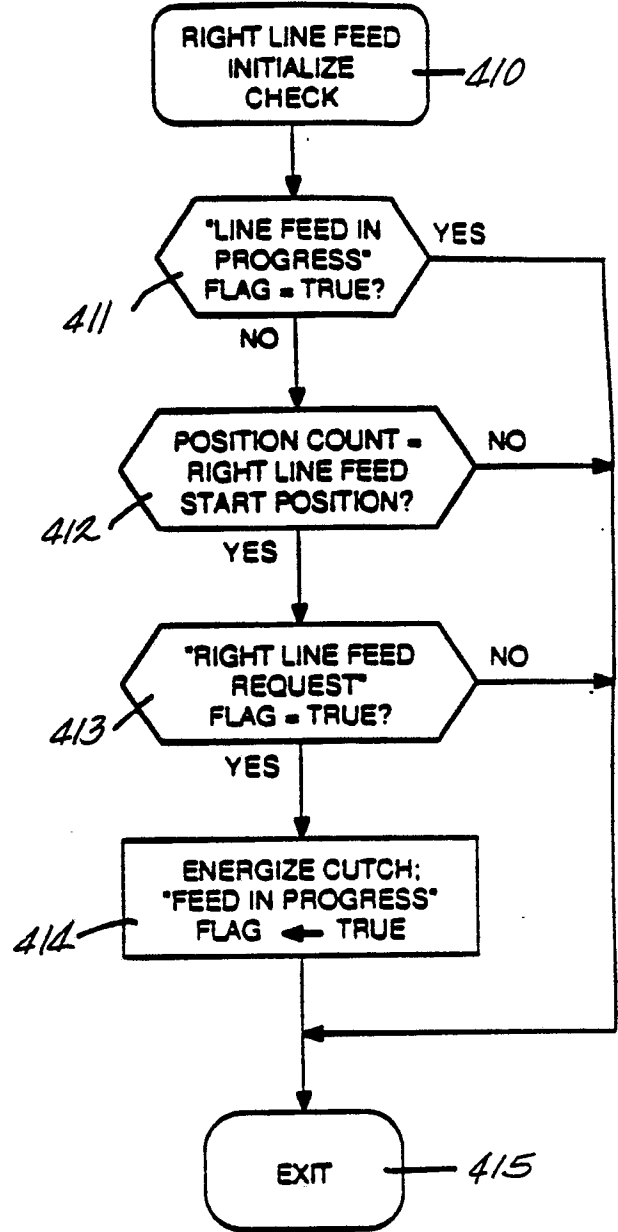 RIGHT LINE FEED
INITIALIZE
CHECK
410
"LINE FEED IN
PROGRESS"
FLAG = TRUE?
YES
411
NO
POSITION COUNT =
RIGHT LINE FEED
START POSITION?
NO
412
YES
"RIGHT LINE FEED
REQUEST"
FLAG = TRUE?
NO
413
YES
ENERGIZE CUTCH:
"FEED IN PROGRESS"
FLAG ← TRUE
414
EXIT
415